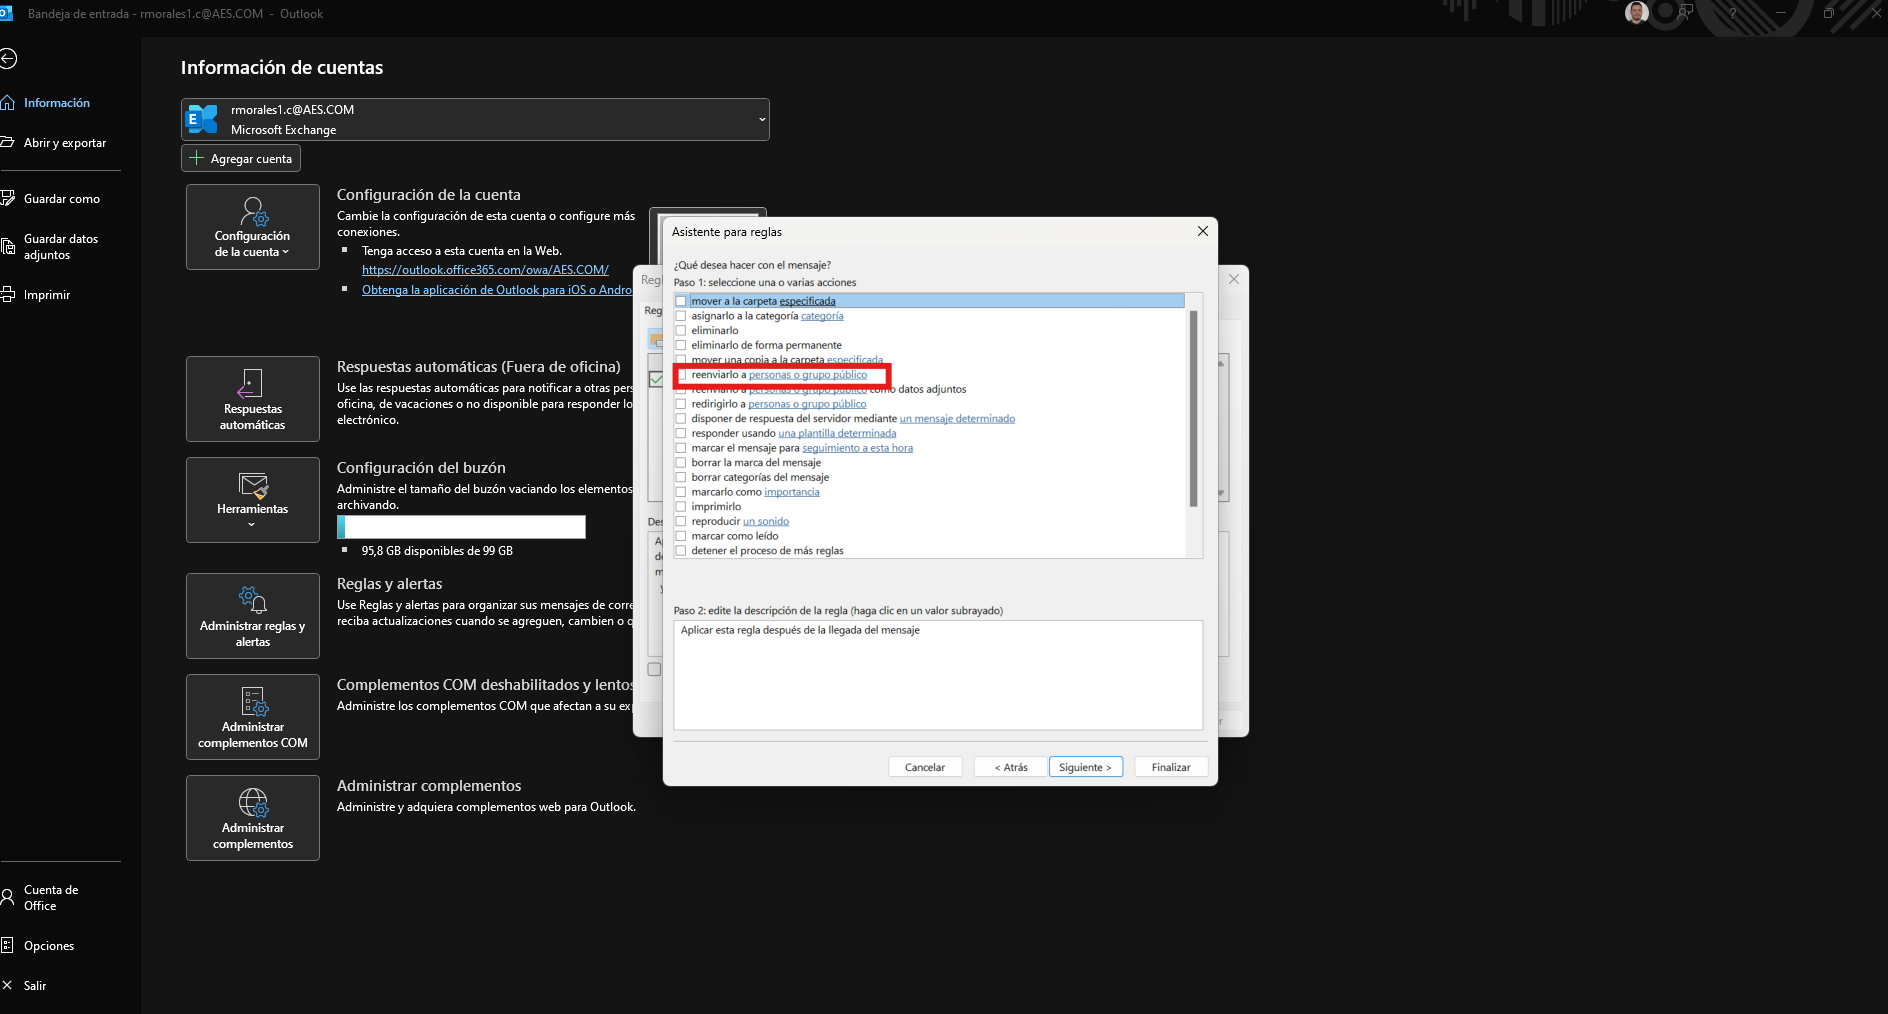 Bandeja de entrada - rmorales1.c@AES.COM - Outlook
Información de cuentas
Información
Abrir y exportar
Guardar como
Guardar datos
adjuntos
Imprimir
Cuenta de
Office
Opciones
Salir
rmorales1.c@AES.COM
Microsoft Exchange
Agregar cuenta
Configuración
de la cuenta
Configuración de la cuenta
Cambie la configuración de esta cuenta o configure más
conexiones.
Tenga acceso a esta cuenta en la Web.
https://outlook.office365.com/owa/AES.COM/
Obtenga la aplicación de Outlook para iOS o Andro
Respuestas
automáticas
Respuestas automáticas (Fuera de oficina)
Use las respuestas automáticas para notificar a otras per
oficina, de vacaciones o no disponible para responder lo
electrónico.
Herramientas
Configuración del buzón
Administre el tamaño del buzón vaciando los elementos
archivando.
95,8 GB disponibles de 99 GB
Administrar reglas y
alertas
Reglas y alertas
Use Reglas y alertas para organizar sus mensajes de corre
reciba actualizaciones cuando se agreguen, cambien o q
Administrar
complementos COM
Complementos COM deshabilitados y lentos
Administre los complementos COM que afectan a su ex
Administrar
complementos
Administrar complementos
Administre y adquiera complementos web para Outlook.
Asistente para reglas
¿Qué desea hacer con el mensaje?
Paso 1: seleccione una o varias acciones
mover a la carpeta especificada
asignarlo a la categoría categoría
eliminarlo
eliminarlo de forma permanente
mover una copia a la carpeta especificada
reenviarlo a personas o grupo público
reenviarlo a personas o grupo público como datos adjuntos
redirigirlo a personas o grupo público
disponer de respuesta del servidor mediante un mensaje determinado
responder usando una plantilla determinada
marcar el mensaje para seguimiento a esta hora
borrar la marca del mensaje
borrar categorías del mensaje
marcarlo como importancia
imprimirlo
reproducir un sonido
marcar como leído
detener el proceso de más reglas
Paso 2: edite la descripción de la regla (haga clic en un valor subrayado)
Aplicar esta regla después de la llegada del mensaje
Cancelar
< Atrás
Siguiente >
Finalizar